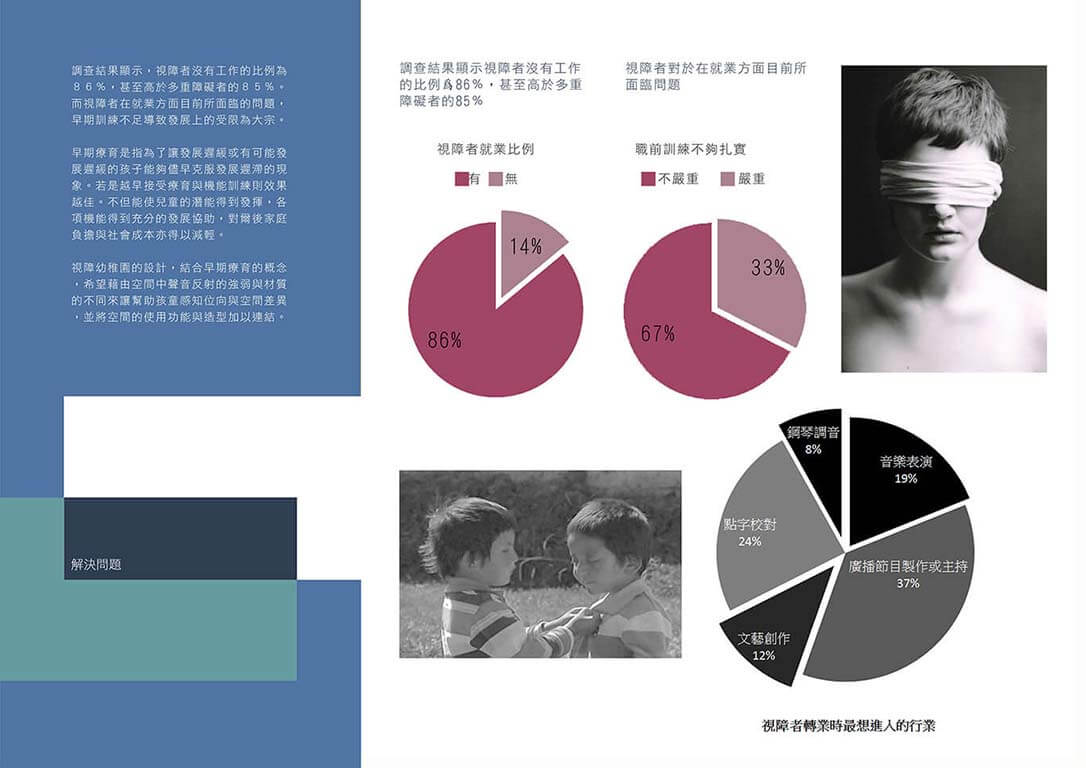 調查結果顯示，視障者沒有工作的比例為
８６％，甚至高於多重障礙者的８５％。
而視障者在就業方面目前所面臨的問題，
早期訓練不足導致發展上的受限為大宗。
早期療育是指為了讓發展遲緩或有可能發
展遲緩的孩子能夠儘早克服發展遲滯的現
象。若是越早接受療育與機能訓練則效果
越佳。不但能使兒童的潛能得到發揮，各
項機能得到充分的發展協助，對爾後家庭
負擔與社會成本亦得以減輕。
視障幼稚園的設計，結合早期療育的概念
，希望藉由空間中聲音反射的強弱與材質
的不同來讓幫助孩童感知位向與空間差異
，並將空間的使用功能與造型加以連結。
解決問題
調查結果顯示視障者沒有工作
的比例為86%，甚至高於多重
障礙者的85%
視障者對於在就業方面目前所
面臨問題
視障者就業比例
有 無
14%
86%
職前訓練不夠扎實
不嚴重 嚴重
33%
67%
鋼琴調音
8%
音樂表演
19%
點字校對
24%
廣播節目製作或主持
37%
文藝創作
12%
視障者轉業時最想進入的行業